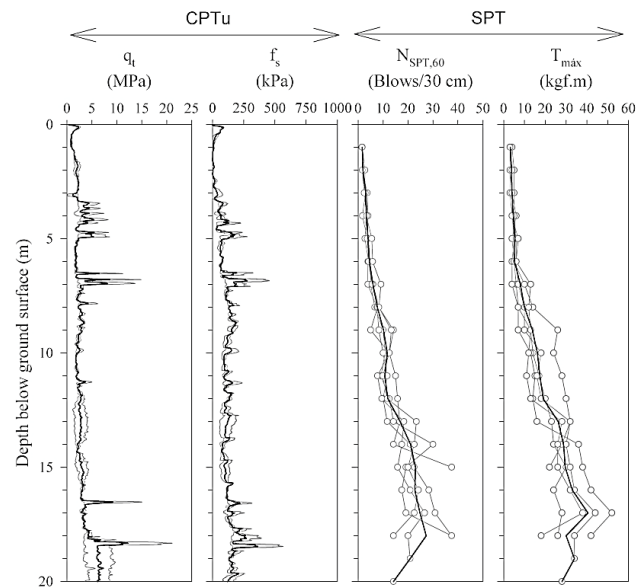 CPTu SPT
qt fs NSPT,60 Tmáx
(MPa) (kPa) (Blows/30 cm) (kgf.m)
0 5 10 15 20 25 0 250 500 750 1000 0 10 20 30 40 50 0 10 20 30 40 50 60
0
5
10
15
20
Depth below ground surface (m)